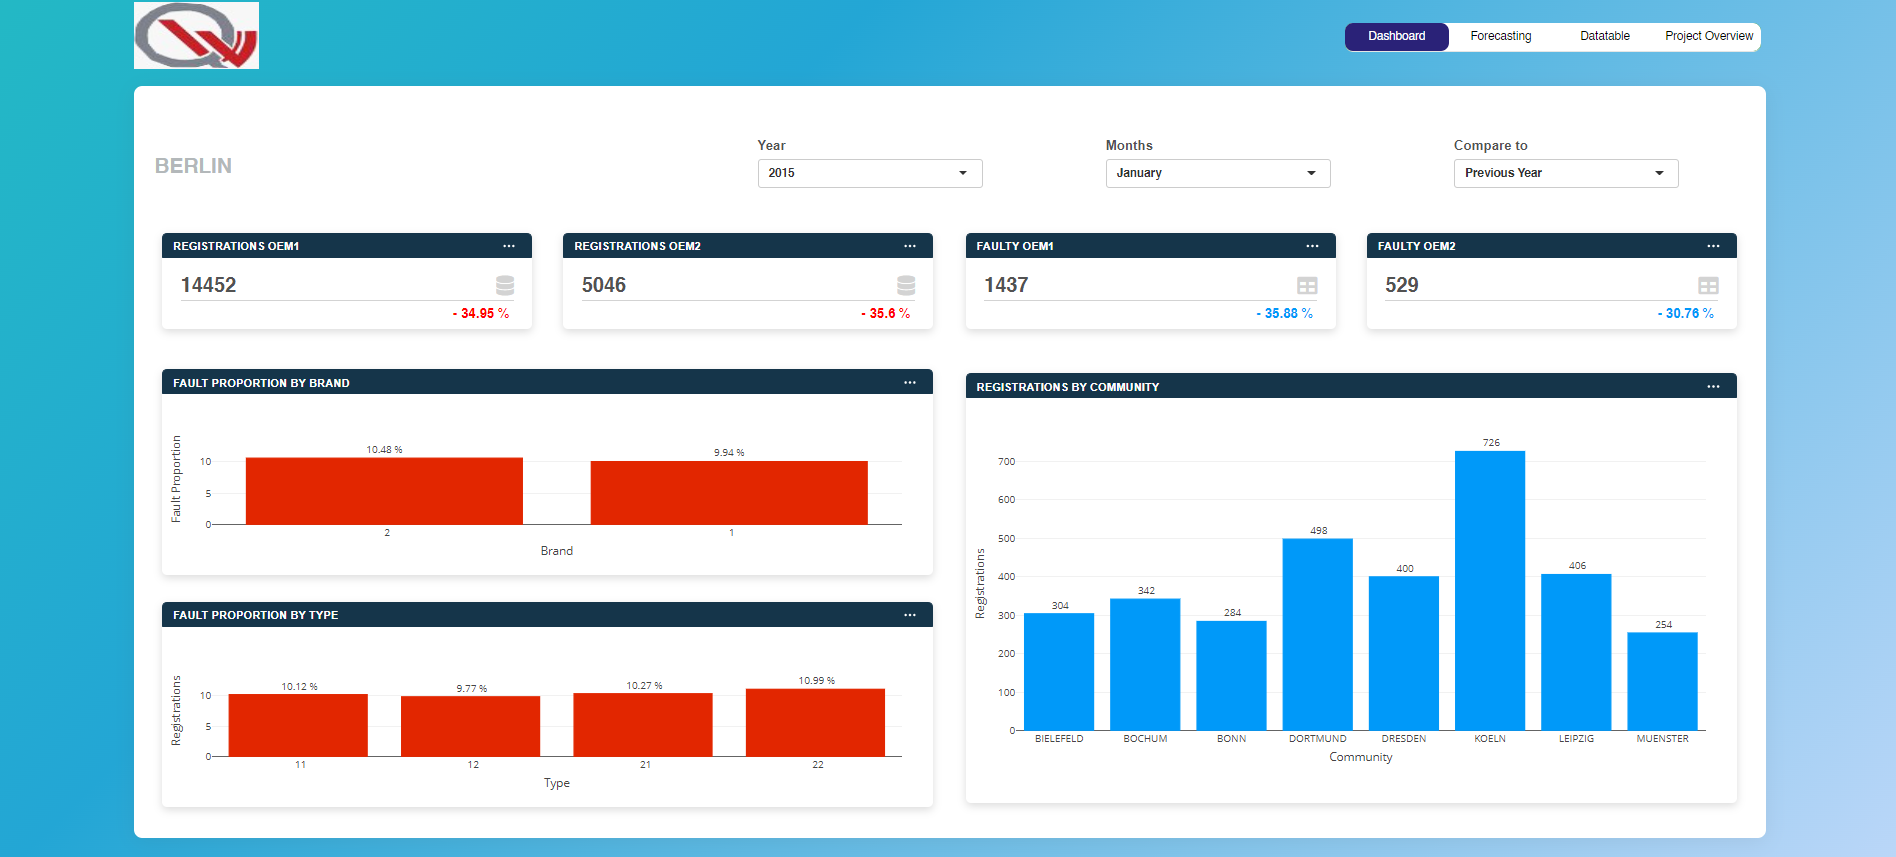 Dashboard Forecasting Datatable Project Overview
BERLIN
Year
2015
Months
January
Compare to
Previous Year
REGISTRATIONS OEM1
14452
- 34.95 %
REGISTRATIONS OEM2
5046
- 35.6 %
FAULTY OEM1
1437
- 35.88 %
FAULTY OEM2
529
- 30.76 %
FAULT PROPORTION BY BRAND
Fault Proportion
10
5
0
10.48 %
9.94 %
2 1
Brand
FAULT PROPORTION BY TYPE
Registrations
10
5
0
10.12 % 9.77 % 10.27 % 10.99 %
11 12 21 22
Type
REGISTRATIONS BY COMMUNITY
Registrations
700
600
500
400
300
200
100
0
304 342 284 498 400 726 406 254
BIELEFELD BOCHUM BONN DORTMUND DRESDEN KOELN LEIPZIG MUENSTER
Community